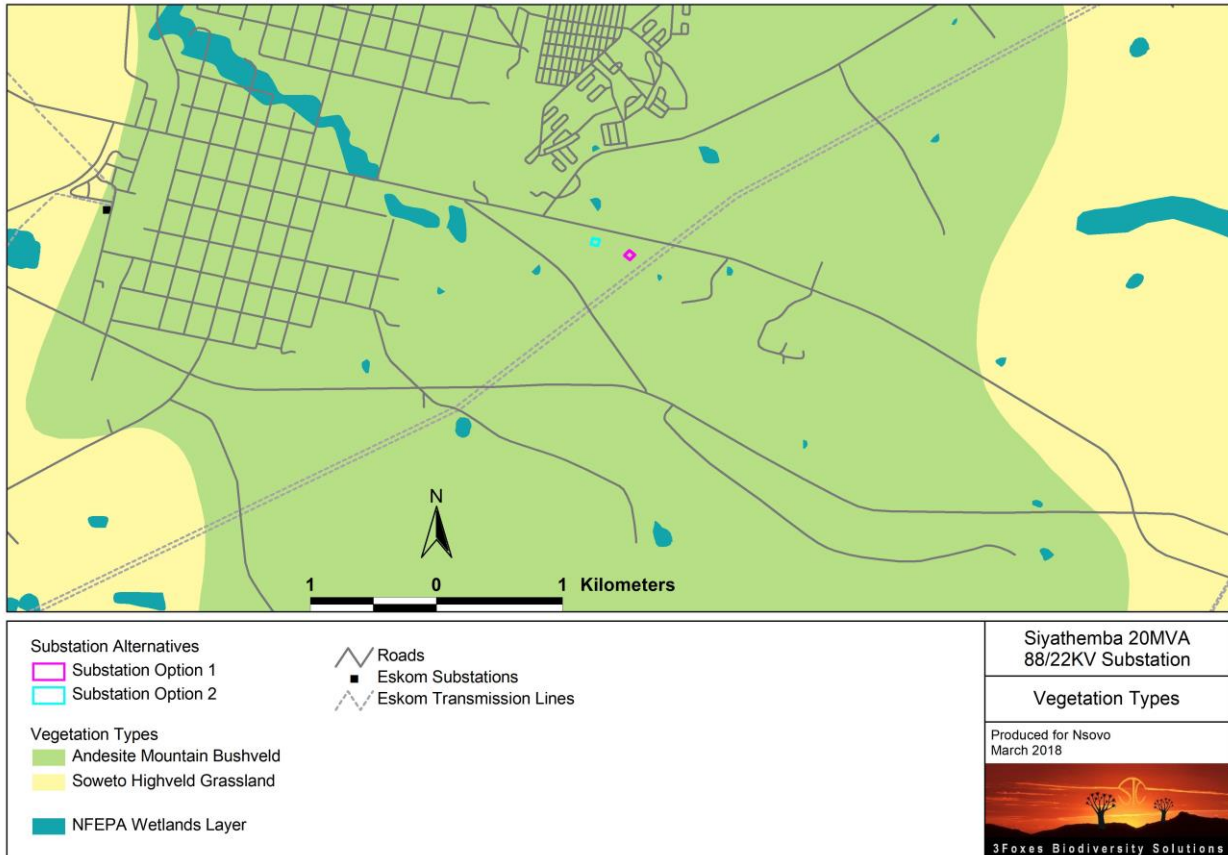 N
1 0 1 Kilometers
Substation Alternatives
Substation Option 1
Substation Option 2
Vegetation Types
Andesite Mountain Bushveld
Soweto Highveld Grassland
NFEPA Wetlands Layer
Roads
Eskom Substations
Eskom Transmission Lines
Siyathemba 20MVA
88/22KV Substation
Vegetation Types
Produced for Nsovo
March 2018
3Foxes Biodiversity Solutions